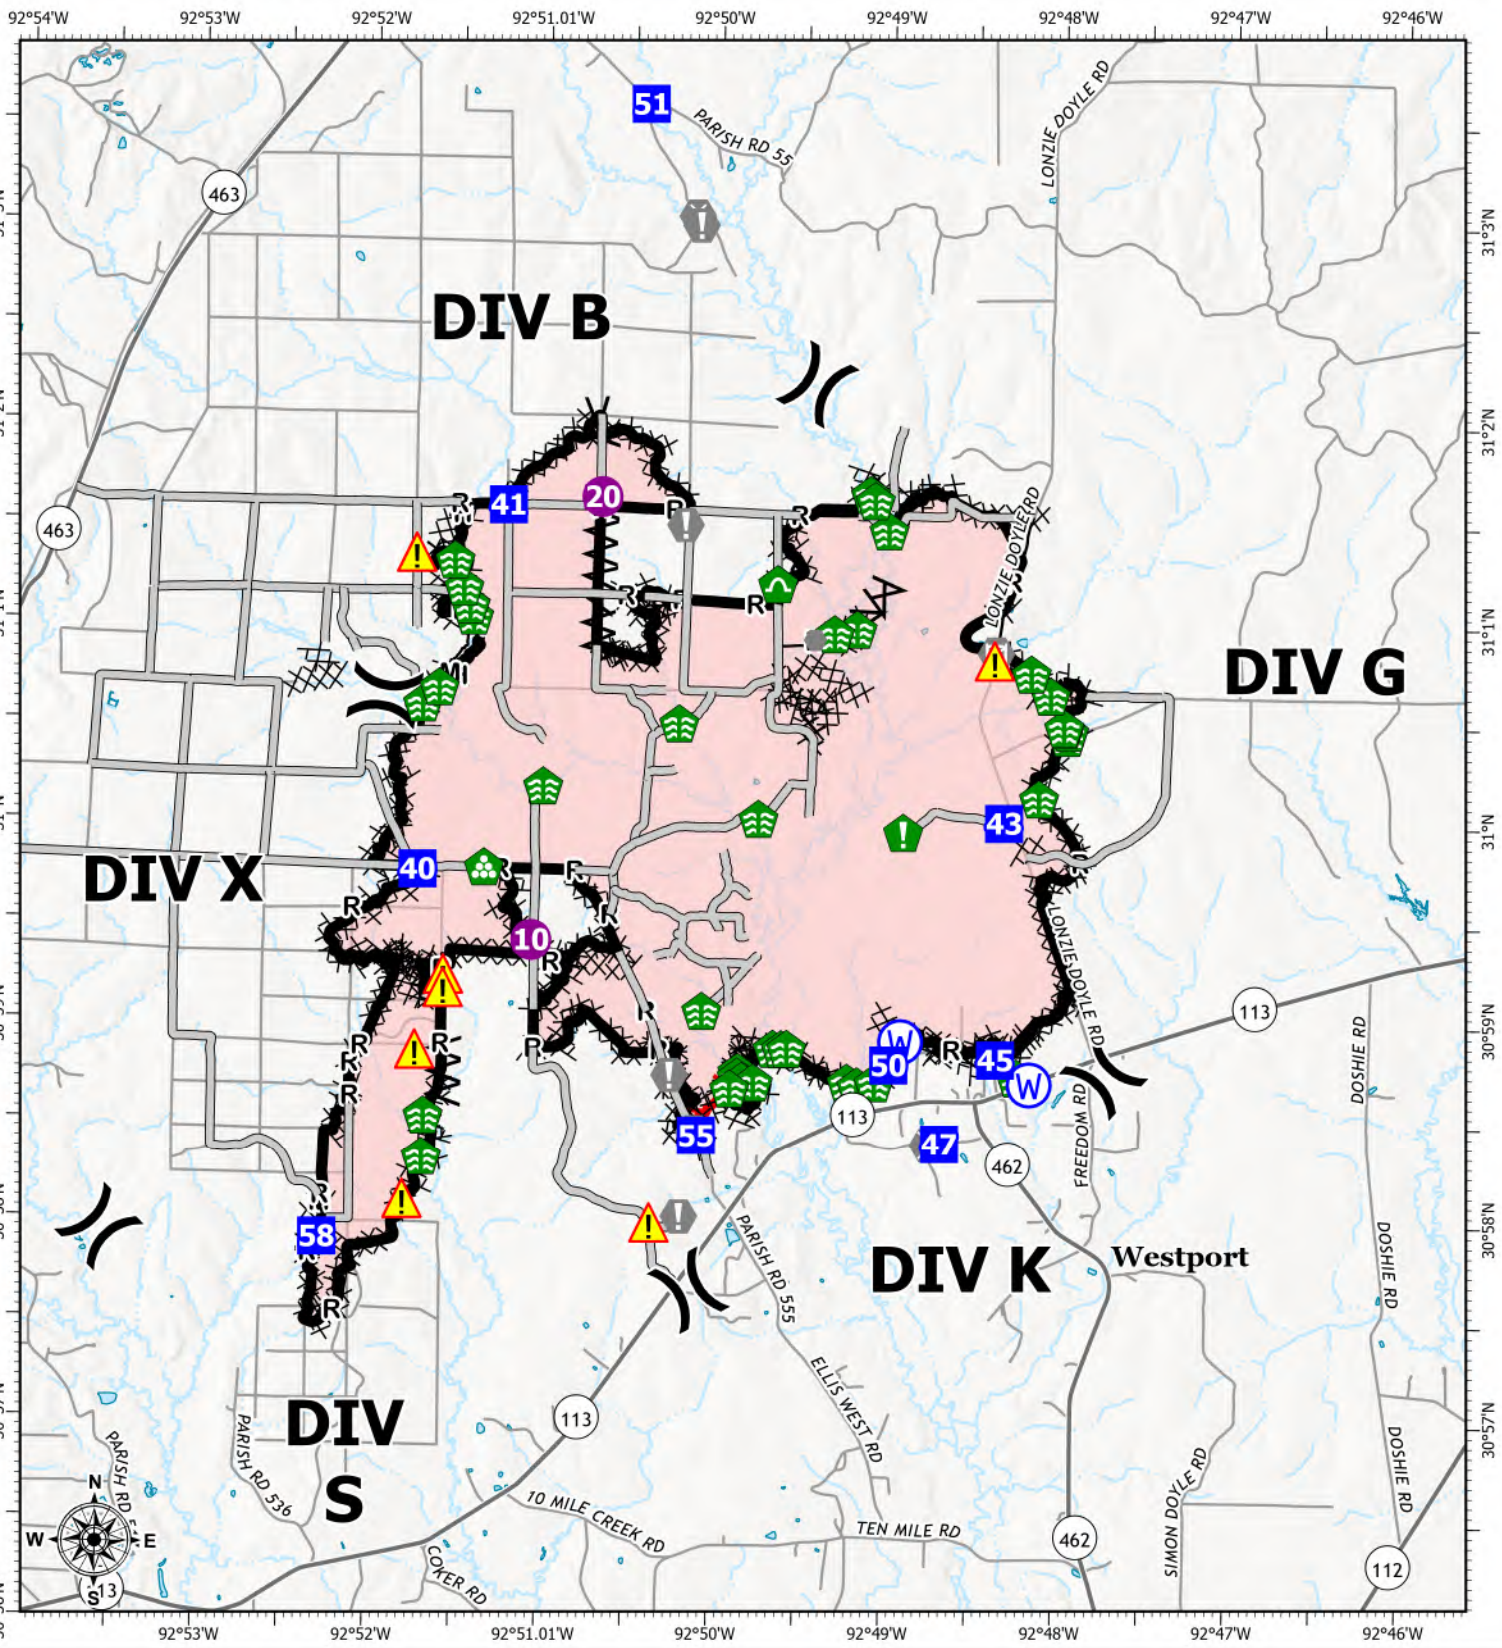 92°54'W 92°53'W 92°52'W 92°51.01'W 92°50'W 92°49'W 92°48'W 92°47'W 92°46'W
51
PARISH RD 55
LONZIE DOYLE RD
463
31°3'N
DIV B
31°2'N
R
41
20
R
R
463
LONZIE DOYLE RD
R
R
31°1'N
DIV G
43
31°N
DIV X
40
R
R
R
R
R
LONZIE DOYLE RD
10
R
113
R
R
R
R
R
R
R
W
R
50
45
W
30°59'N
DOSHIE RD
113
55
47
462
FREEDOM RD
R
58
30°58'N
PARISH RD 555
DIV K
Westport
DOSHIE RD
R
ELLIS WEST RD
DIV
S
113
30°57'N
PARISH RD 536
PARISH RD
DOSHIE RD
N
W
E
S
13
10 MILE CREEK RD
TEN MILE RD
SIMON DOYLE RD
462
112
COKER RD
92°53'W 92°52'W 92°51.01'W 92°50'W 92°49'W 92°48'W 92°47'W 92°46'W